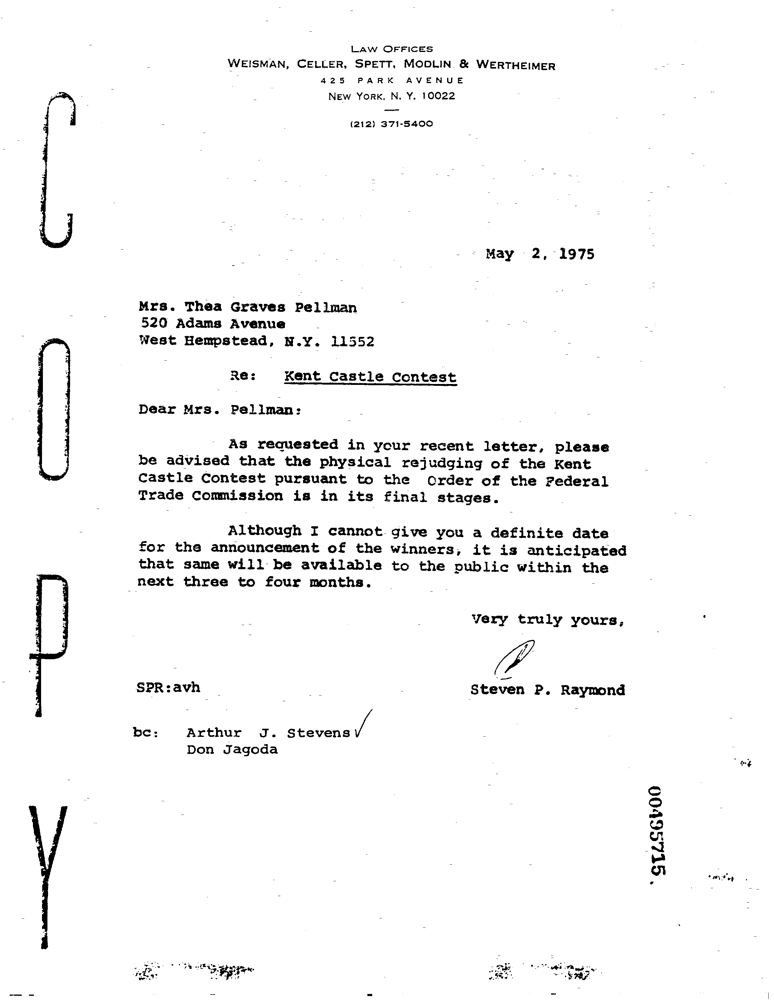 LAW OFFICES
WEISMAN, CELLER, SPETT, MODLIN & WERTHEIMER
425 PARK AVENUE
NEW YORK, N. Y. 10022
(212) 371-5400
COPY
May 2, 1975
Mrs. Thea Graves Pellman
520 Adams Avenue
West Hempstead, N.Y. 11552
Re: Kent Castle Contest
Dear Mrs. Pellman:
As requested in your recent letter, please
be advised that the physical rejudging of the Kent
Castle Contest pursuant to the Order of the Federal
Trade Commission is in its final stages.
Although I cannot give you a definite date
for the announcement of the winners, it is anticipated
that same will be available to the public within the
next three to four months.
Very truly yours,
SPR:avh
Steven P. Raymond
bc: Arthur J. Stevens
Don Jagoda
00495715.